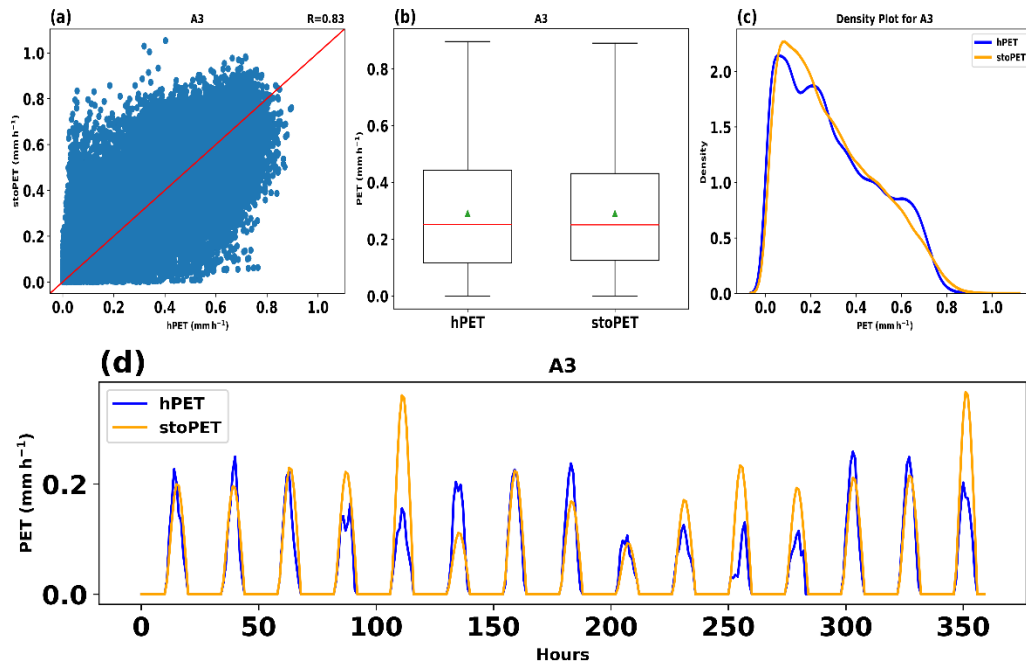 (a)
A3
R=0.83
1.0
0.8
0.6
0.4
0.2
0.0
stoPET (mm h⁻¹)
0.0 0.2 0.4 0.6 0.8 1.0
hPET (mm h⁻¹)
(b)
A3
0.8
0.6
0.4
0.2
0.0
PET (mm h⁻¹)
hPET stoPET
(c)
Density Plot for A3
hPET
stoPET
2.0
1.5
1.0
0.5
0.0
Density
0.0 0.2 0.4 0.6 0.8 1.0
PET (mm h⁻¹)
(d)
A3
hPET
stoPET
0.2
0.0
PET (mm h⁻¹)
0 50 100 150 200 250 300 350
Hours